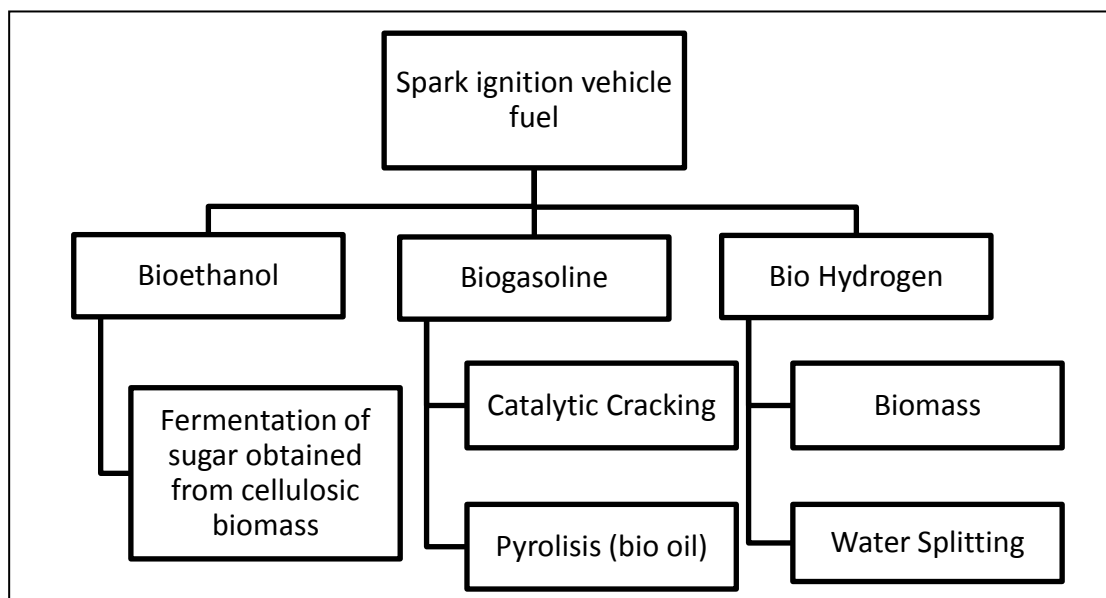 Spark ignition vehicle
fuel
Bioethanol
Biogasoline
Bio Hydrogen
Fermentation of
sugar obtained
from cellulosic
biomass
Catalytic Cracking
Biomass
Pyrolisis (bio oil)
Water Splitting